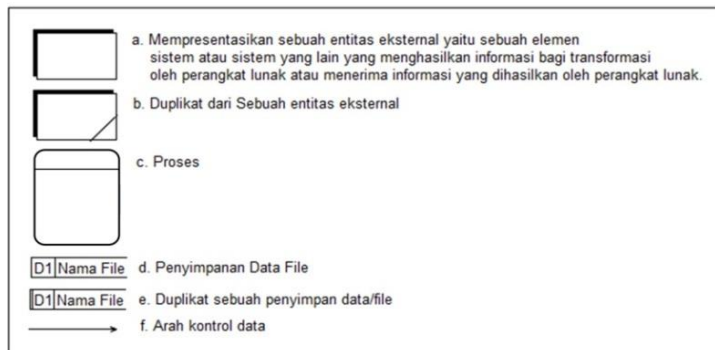 a. Mempresentasikan sebuah entitas eksternal yaitu sebuah elemen
sistem atau sistem yang lain yang menghasilkan informasi bagi transformasi
oleh perangkat lunak atau menerima informasi yang dihasilkan oleh perangkat lunak.
b. Duplikat dari Sebuah entitas eksternal
c. Proses
D1 Nama File d. Penyimpanan Data File
D1 Nama File e. Duplikat sebuah penyimpan data/file
f. Arah kontrol data